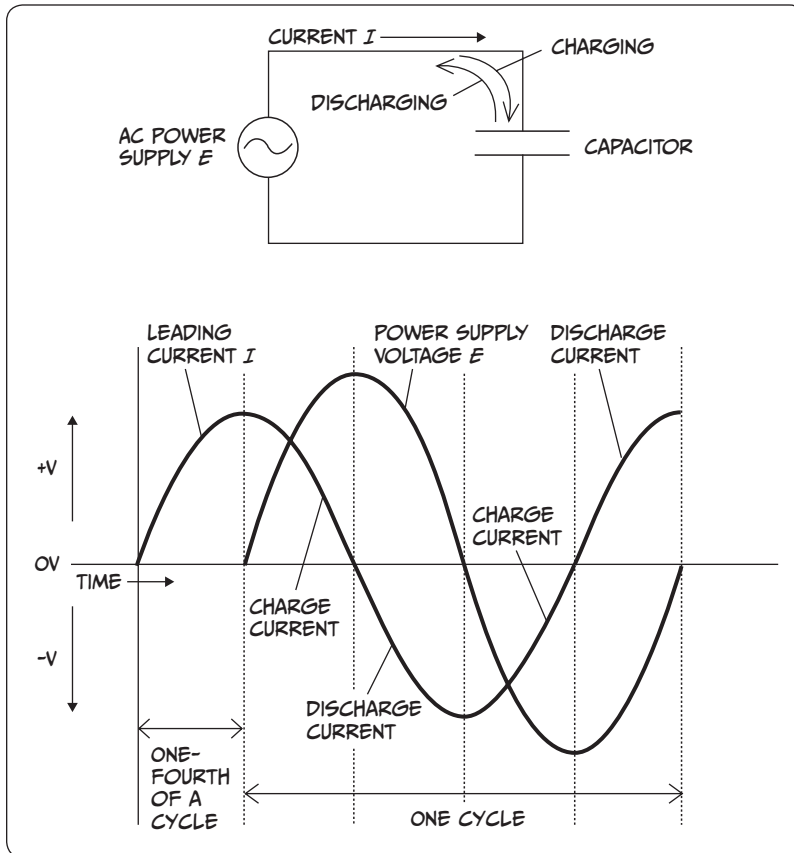 CURRENT I
CHARGING
DISCHARGING
AC POWER
SUPPLY E
CAPACITOR
LEADING
CURRENT I
POWER SUPPLY
VOLTAGE E
DISCHARGE
CURRENT
+V
CHARGE
CURRENT
0V
TIME
CHARGE
CURRENT
-V
DISCHARGE
CURRENT
ONE-
FOURTH
OF A
CYCLE
ONE CYCLE